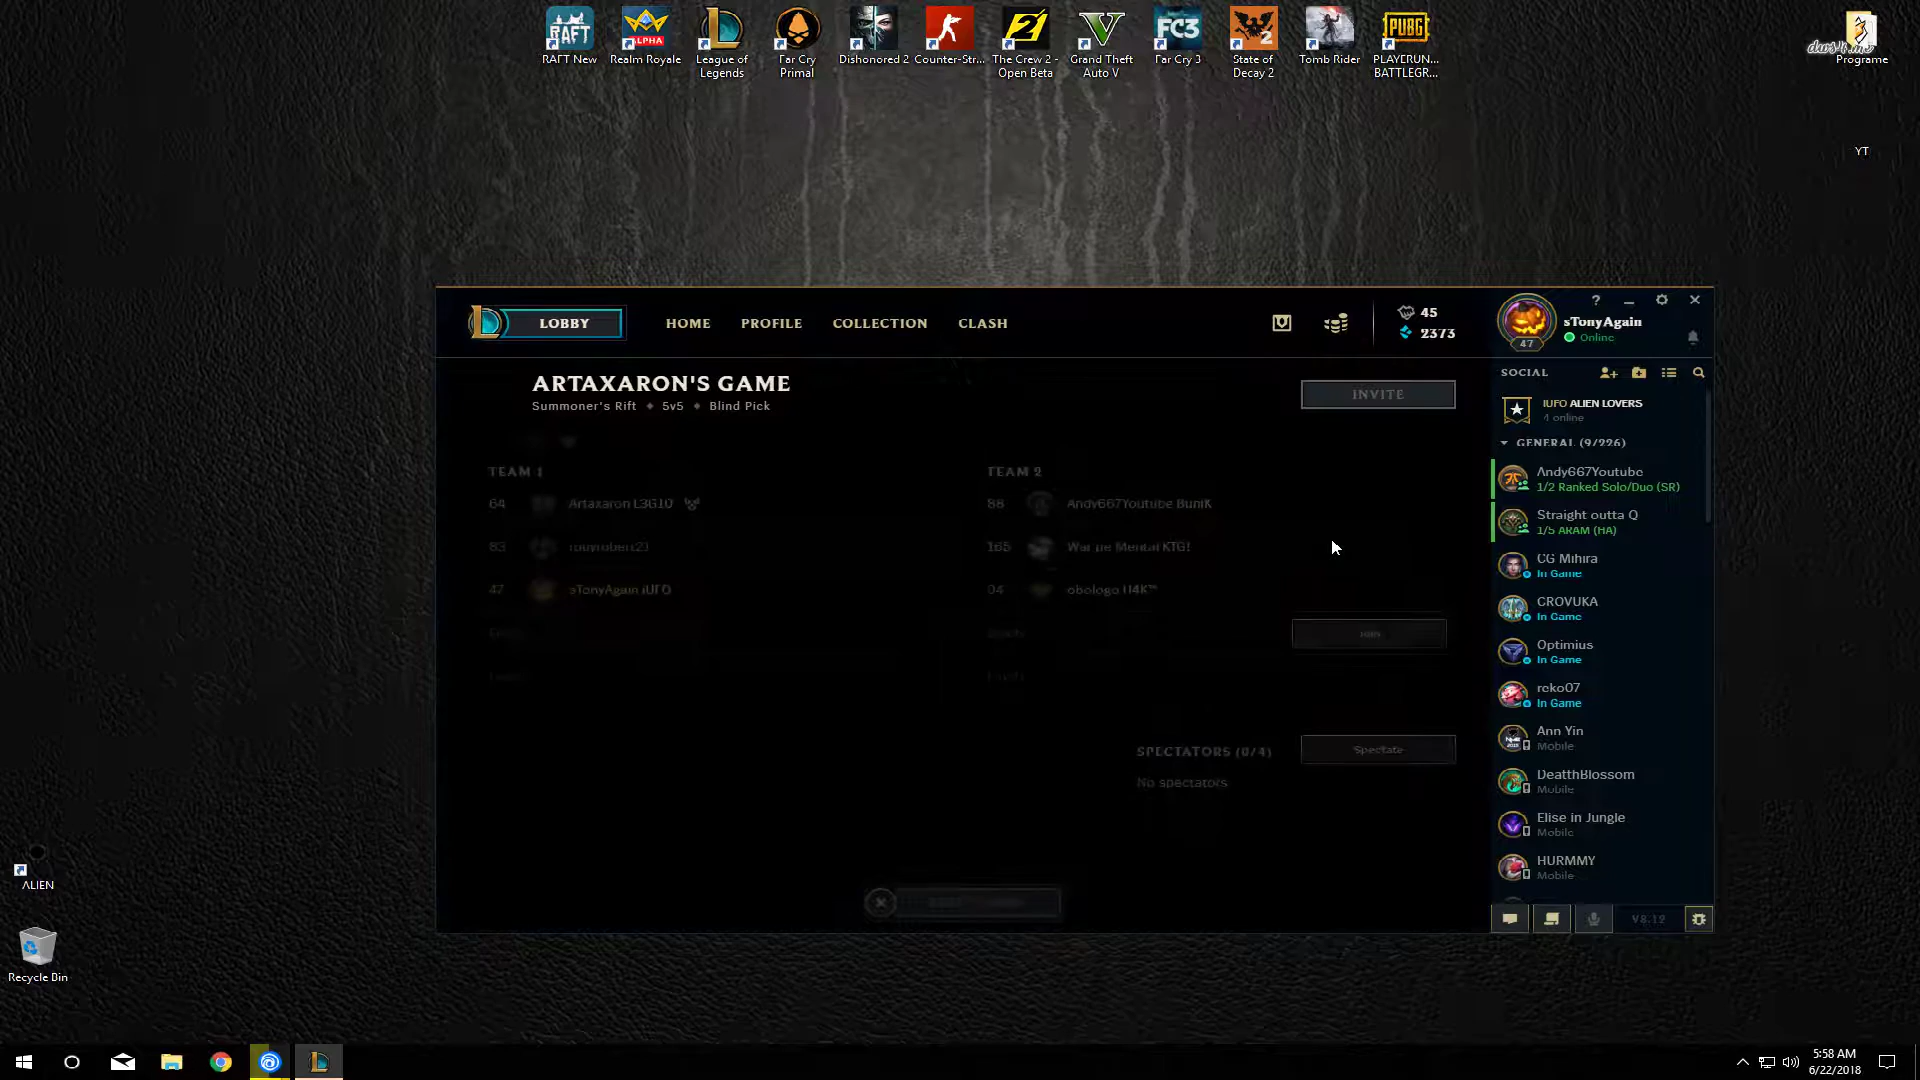 RAFT New
Realm Royale
League of
Legends
Far Cry
Primal
Dishonored 2
Counter-Str...
The Crew 2 -
Open Beta
Grand Theft
Auto V
Far Cry 3
State of
Decay 2
Tomb Rider
PLAYERUN...
BATTLEGR...
Programe
YT
LOBBY
HOME
PROFILE
COLLECTION
CLASH
45
2373
47
sTonyAgain
Online
ARTAXARON'S GAME
Summoner's Rift ◆ 5v5 ◆ Blind Pick
INVITE
SOCIAL
IUFO ALIEN LOVERS
4 online
GENERAL (9/226)
TEAM 1
64 Artaxaron L3G10
83
47 sTonyAgain iUFO
TEAM 2
88 Andy667Youtube BuniK
165 War pe Mental KTG!
Join
SPECTATORS (0/4)
Spectate
No spectators
Andy667Youtube
1/2 Ranked Solo/Duo (SR)
Straight outta Q
1/5 ARAM (HA)
CG Mihira
In Game
CROVUKA
In Game
Optimius
In Game
reko07
In Game
Ann Yin
Mobile
DeatthBlossom
Mobile
Elise in Jungle
Mobile
HURMMY
Mobile
V8.12
ALIEN
Recycle Bin
5:58 AM
6/22/2018